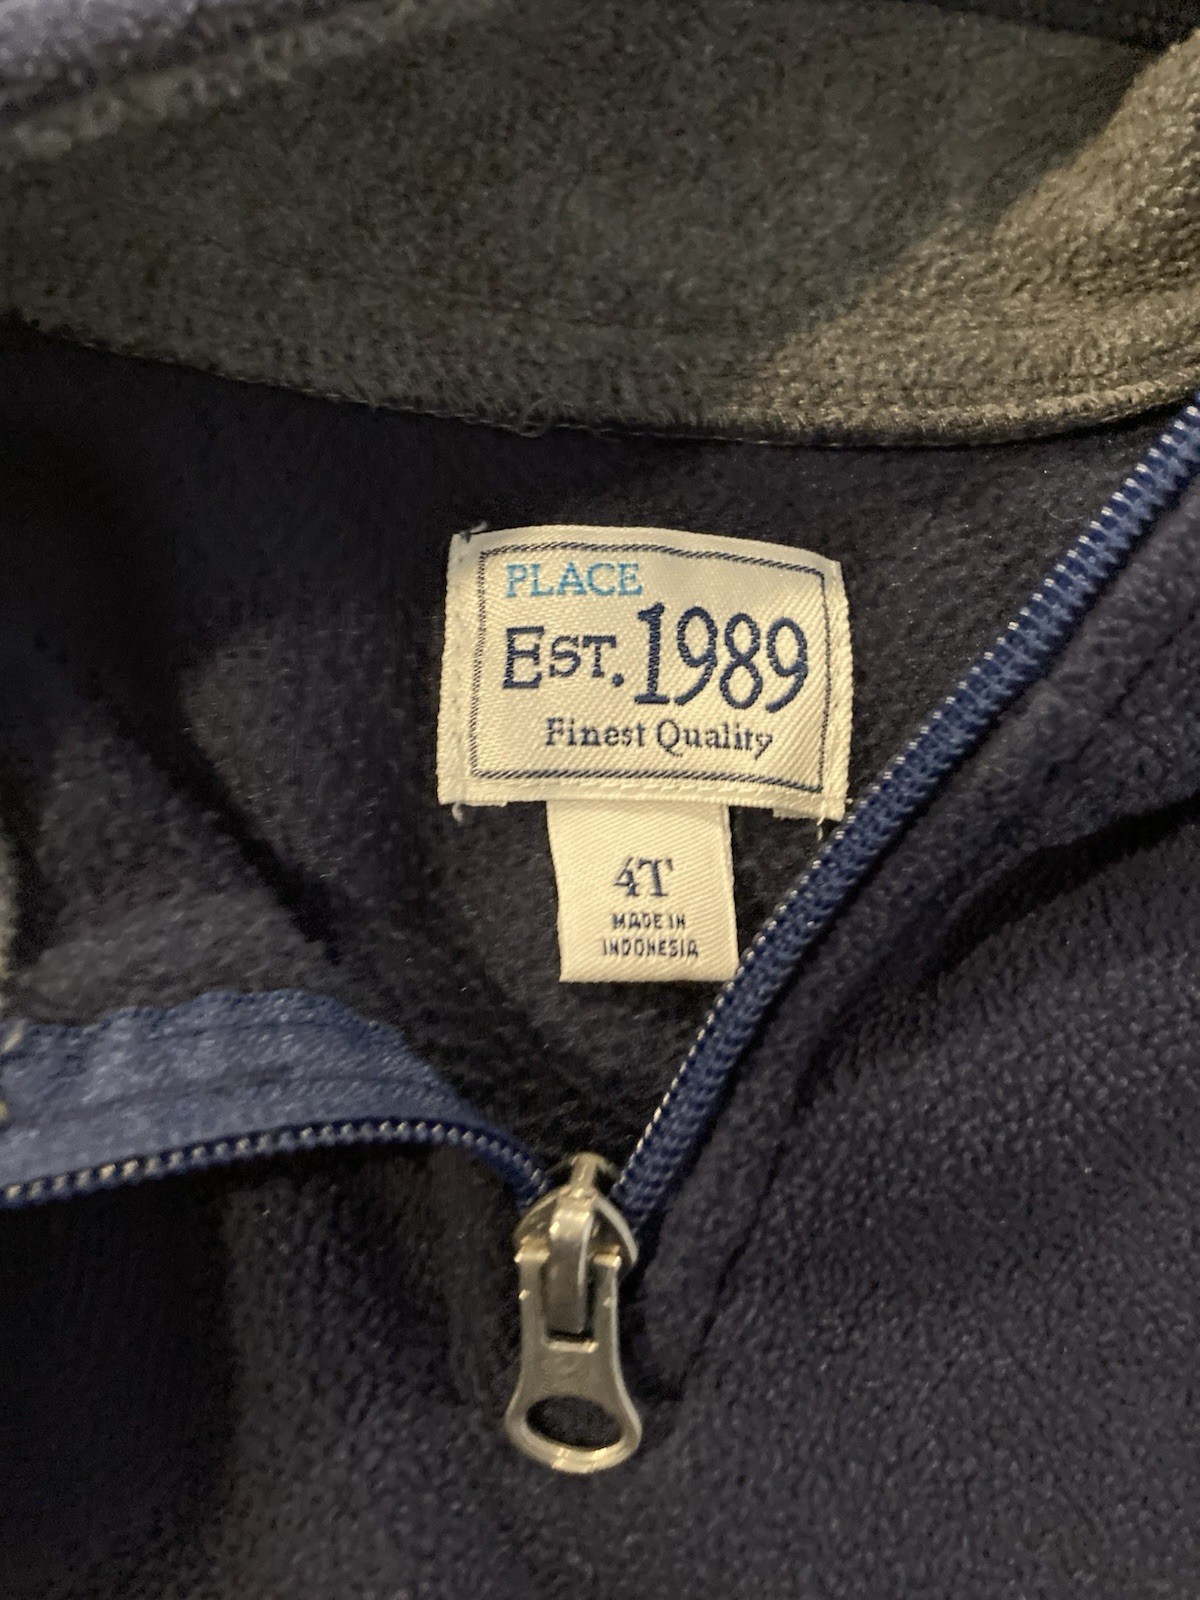 PLACE
EST. 1989
Finest Quality
4T
MADE IN
INDONESIA